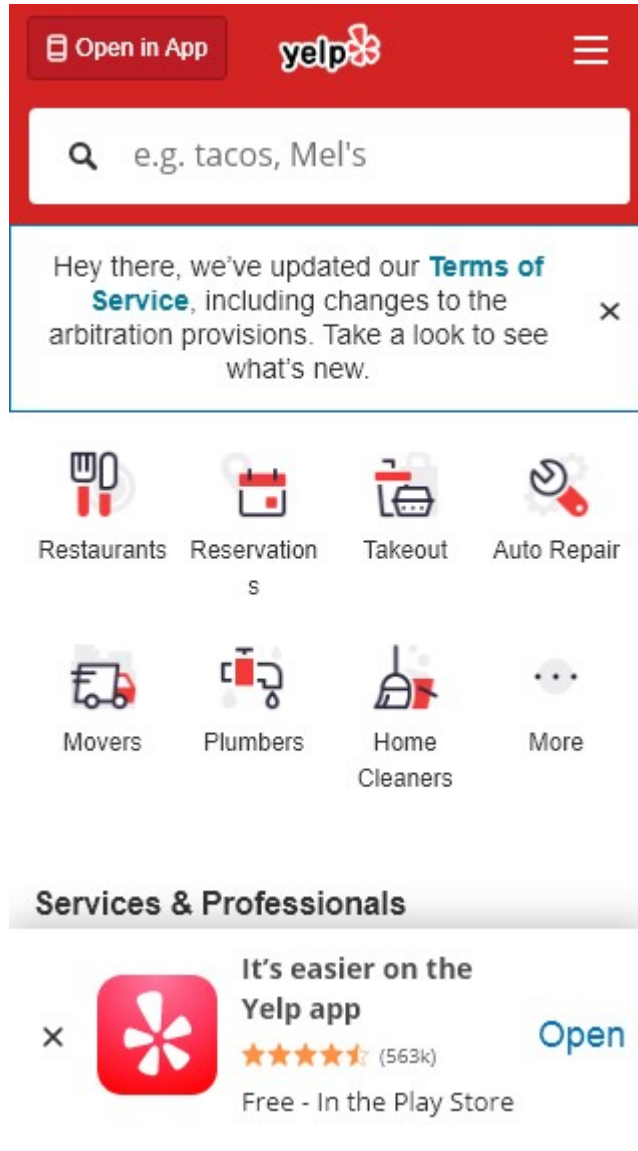 Open in App
yelp
e.g. tacos, Mel's
Hey there, we've updated our Terms of
Service, including changes to the
arbitration provisions. Take a look to see
what's new.
Restaurants
Reservation
s
Takeout
Auto Repair
Movers
Plumbers
Home
Cleaners
More
Services & Professionals
It's easier on the
Yelp app
(563k)
Free - In the Play Store
Open